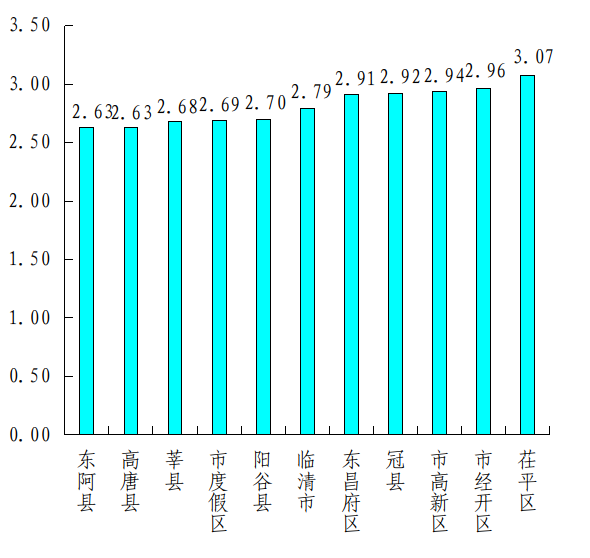 3.50
3.00
2.50
2.00
1.50
1.00
0.50
0.00
2.63
2.63
2.68
2.69
2.70
2.79
2.91
2.92
2.94
2.96
3.07
东阿县
高唐县
莘县
市度假区
阳谷县
临清市
东昌府区
冠县
市高新区
市经开区
茌平区